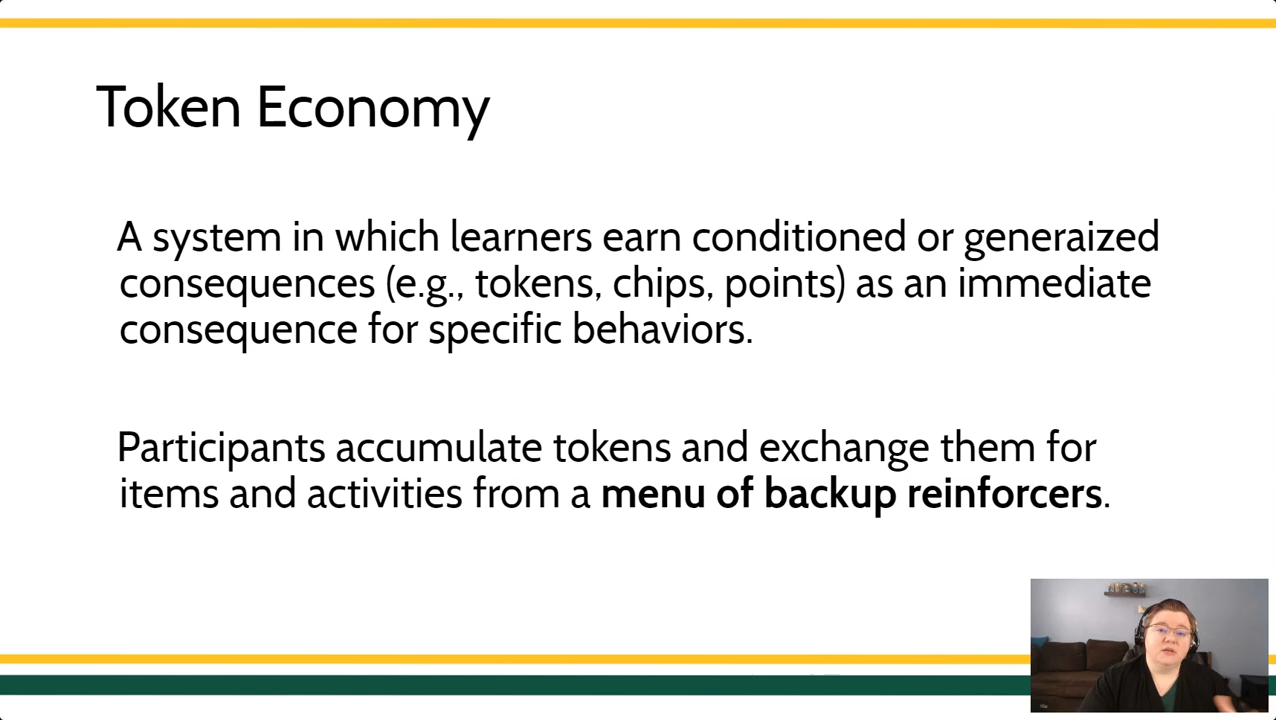 Token Economy
A system in which learners earn conditioned or generaized
consequences (e.g., tokens, chips, points) as an immediate
consequence for specific behaviors.
Participants accumulate tokens and exchange them for
items and activities from a menu of backup reinforcers.